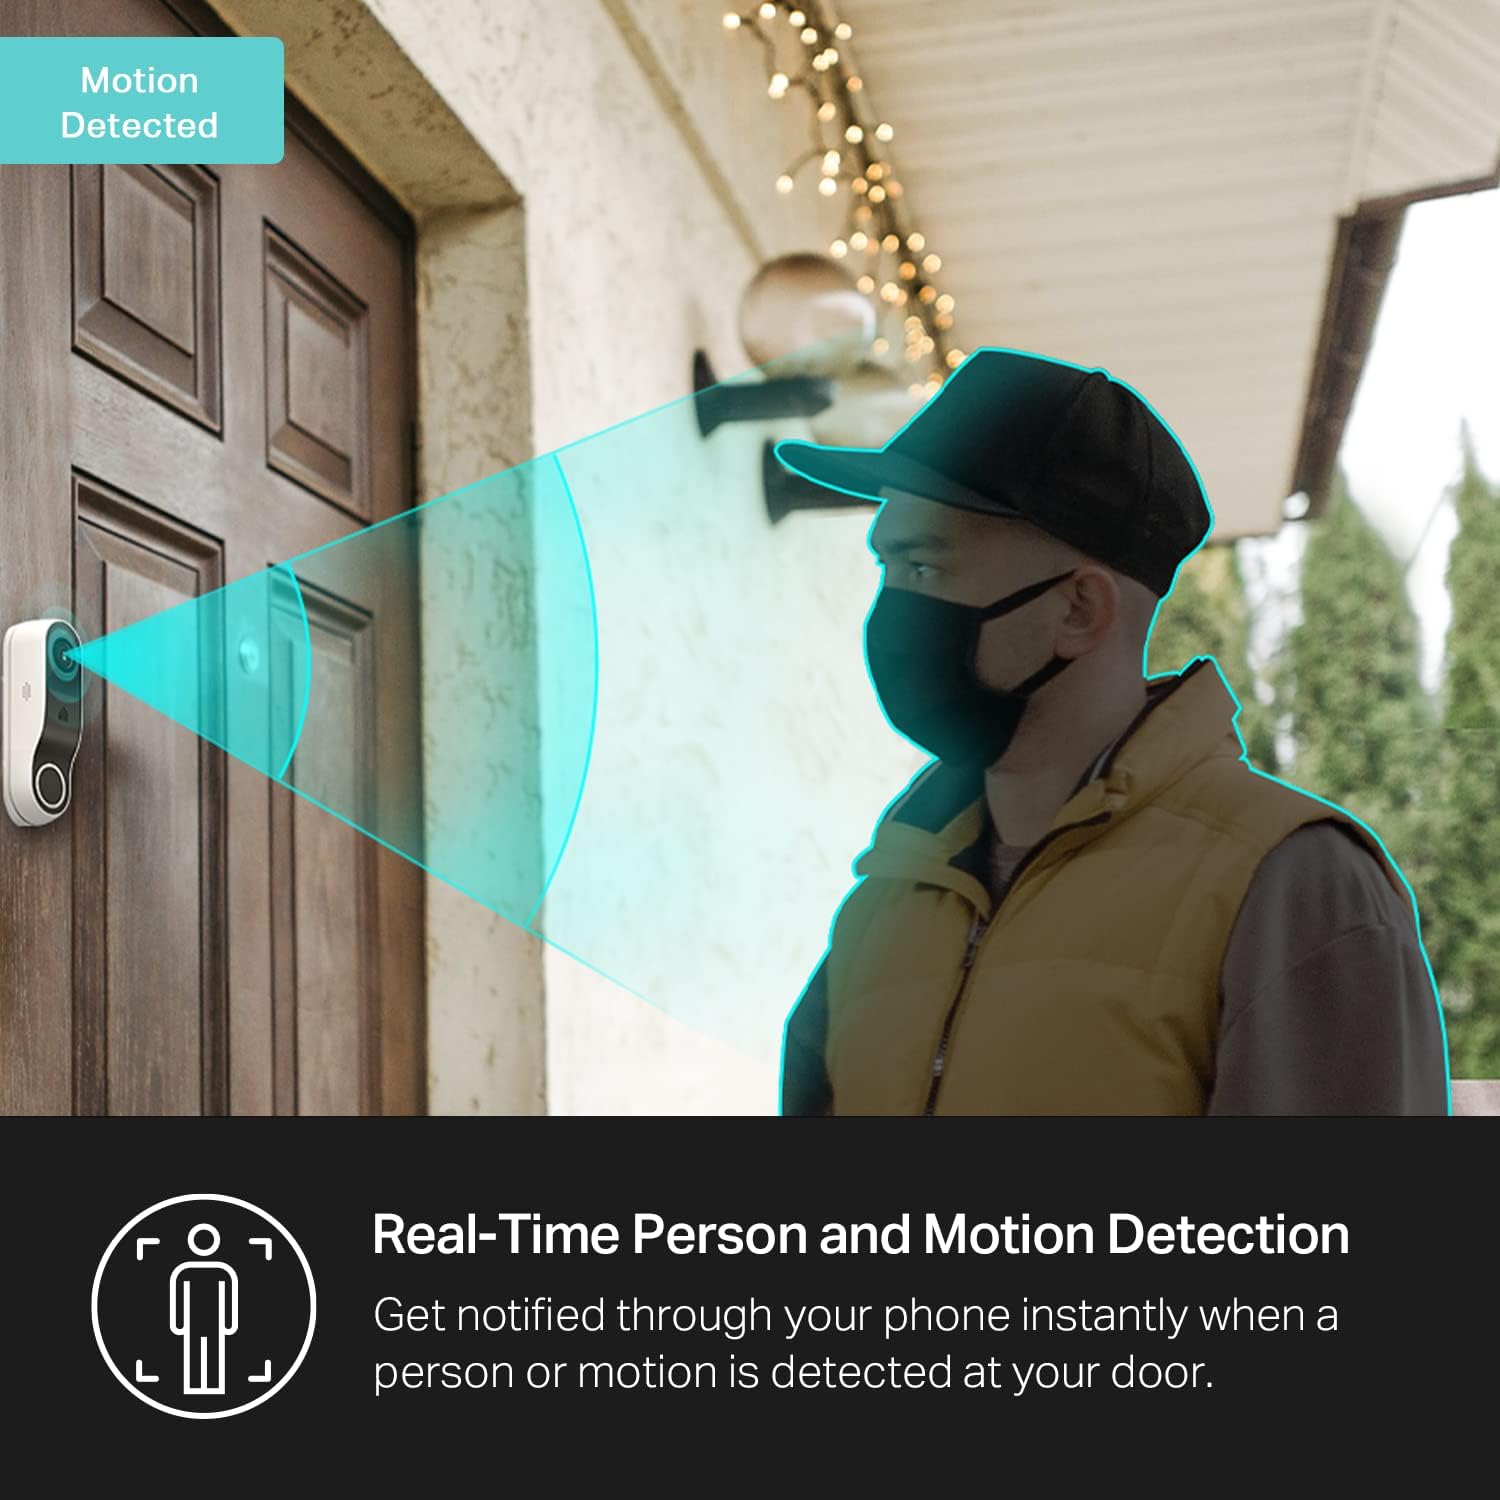 Motion
Detected
Real-Time Person and Motion Detection
Get notified through your phone instantly when a
person or motion is detected at your door.